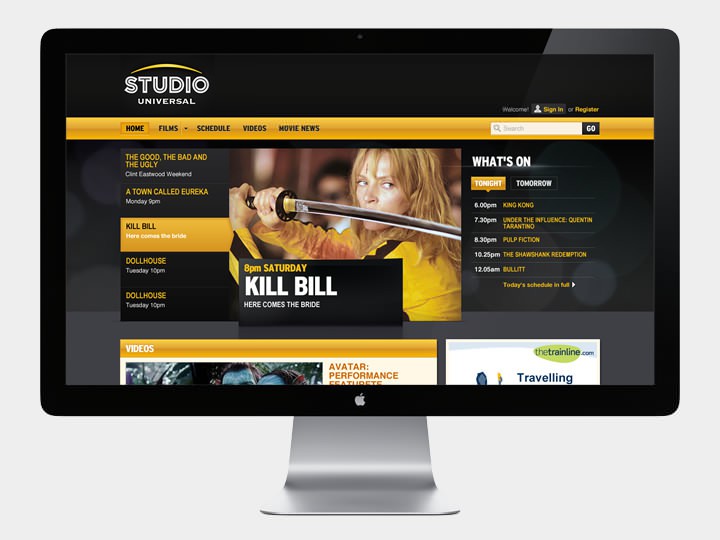 STUDIO
UNIVERSAL
Welcome! Sign In or Register
HOME FILMS SCHEDULE VIDEOS MOVIE NEWS Search GO
THE GOOD, THE BAD AND
THE UGLY
Clint Eastwood Weekend
A TOWN CALLED EUREKA
Monday 9pm
KILL BILL
Here comes the bride
DOLLHOUSE
Tuesday 10pm
DOLLHOUSE
Tuesday 10pm
8pm SATURDAY
KILL BILL
HERE COMES THE BRIDE
WHAT'S ON
TONIGHT TOMORROW
6.00pm KING KONG
7.30pm UNDER THE INFLUENCE: QUENTIN
TARANTINO
8.30pm PULP FICTION
10.25pm THE SHAWSHANK REDEMPTION
12.05am BULLITT
Today's schedule in full
VIDEOS
AVATAR:
PERFORMANCE
FEATURETS
thetrainline.com
Travelling